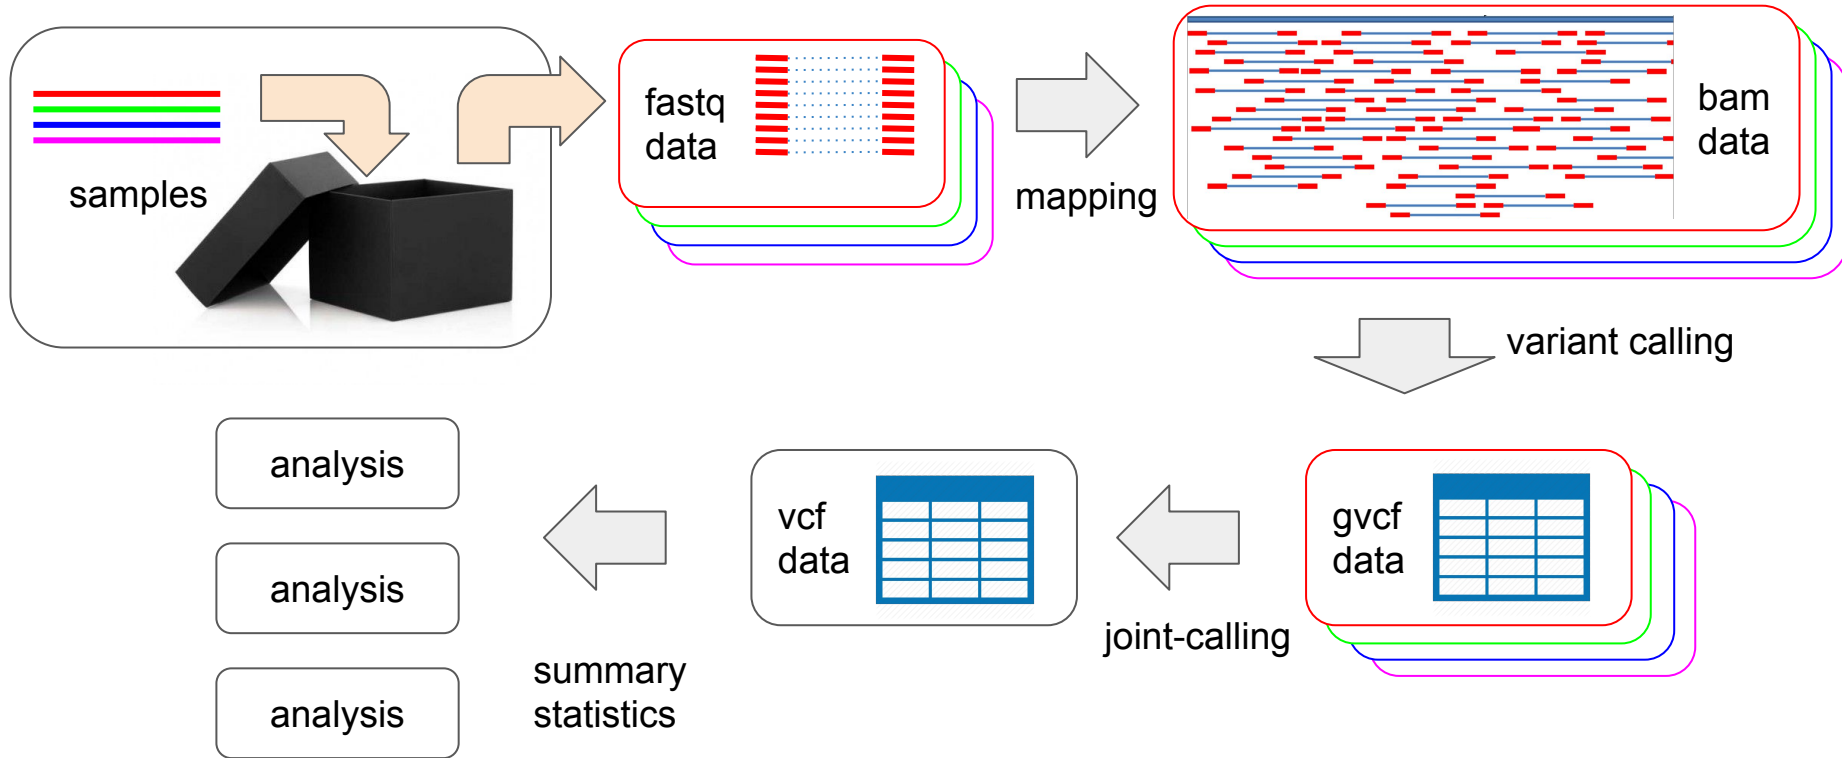 samples
fastq
data
mapping
bam
data
variant calling
gvcf
data
joint-calling
vcf
data
summary
statistics
analysis
analysis
analysis